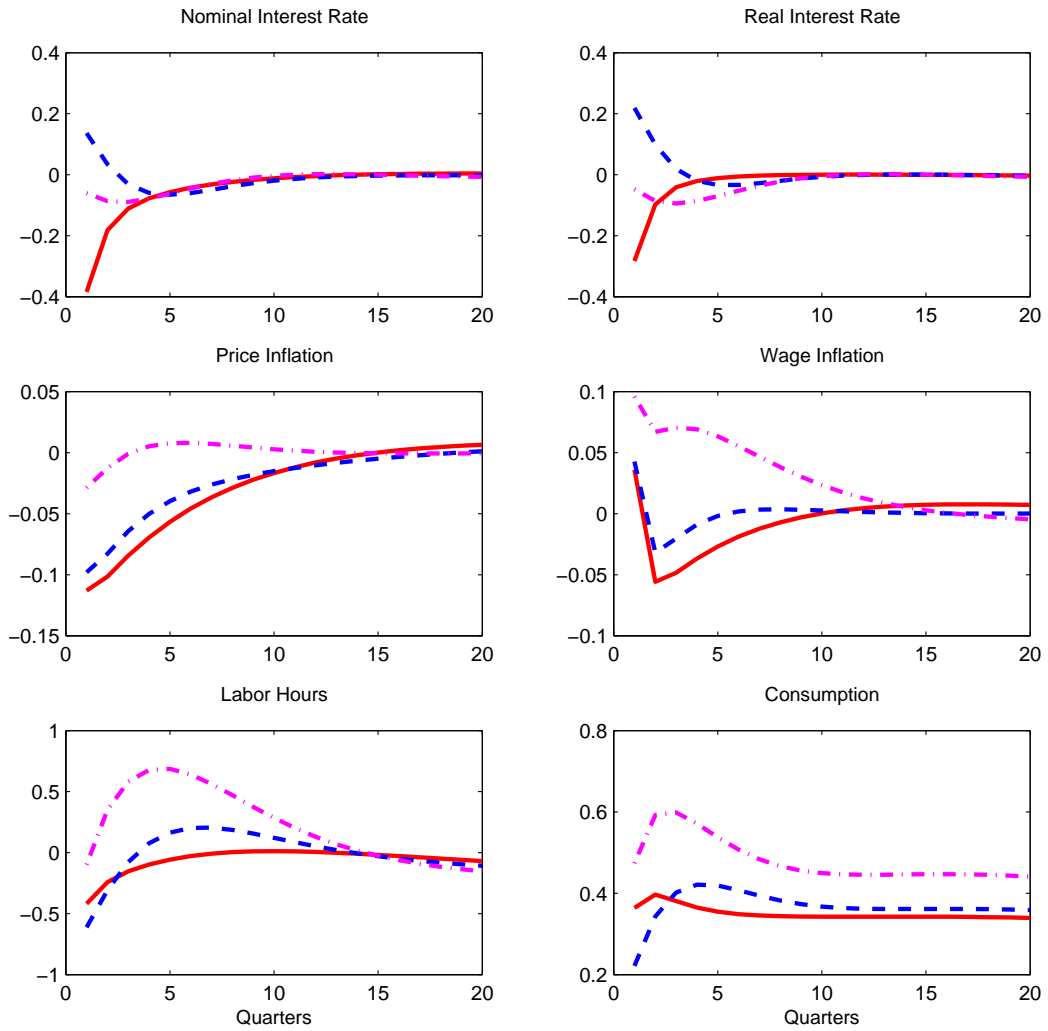 Nominal Interest Rate
Real Interest Rate
0.4
0.2
0
−0.2
−0.4
0 5 10 15 20
0.4
0.2
0
−0.2
−0.4
0 5 10 15 20
Price Inflation
Wage Inflation
0.05
0
−0.05
−0.1
−0.15
0 5 10 15 20
0.1
0.05
0
−0.05
−0.1
0 5 10 15 20
Labor Hours
Consumption
1
0.5
0
−0.5
−1
0 5 10 15 20
Quarters
0.8
0.6
0.4
0.2
0 5 10 15 20
Quarters